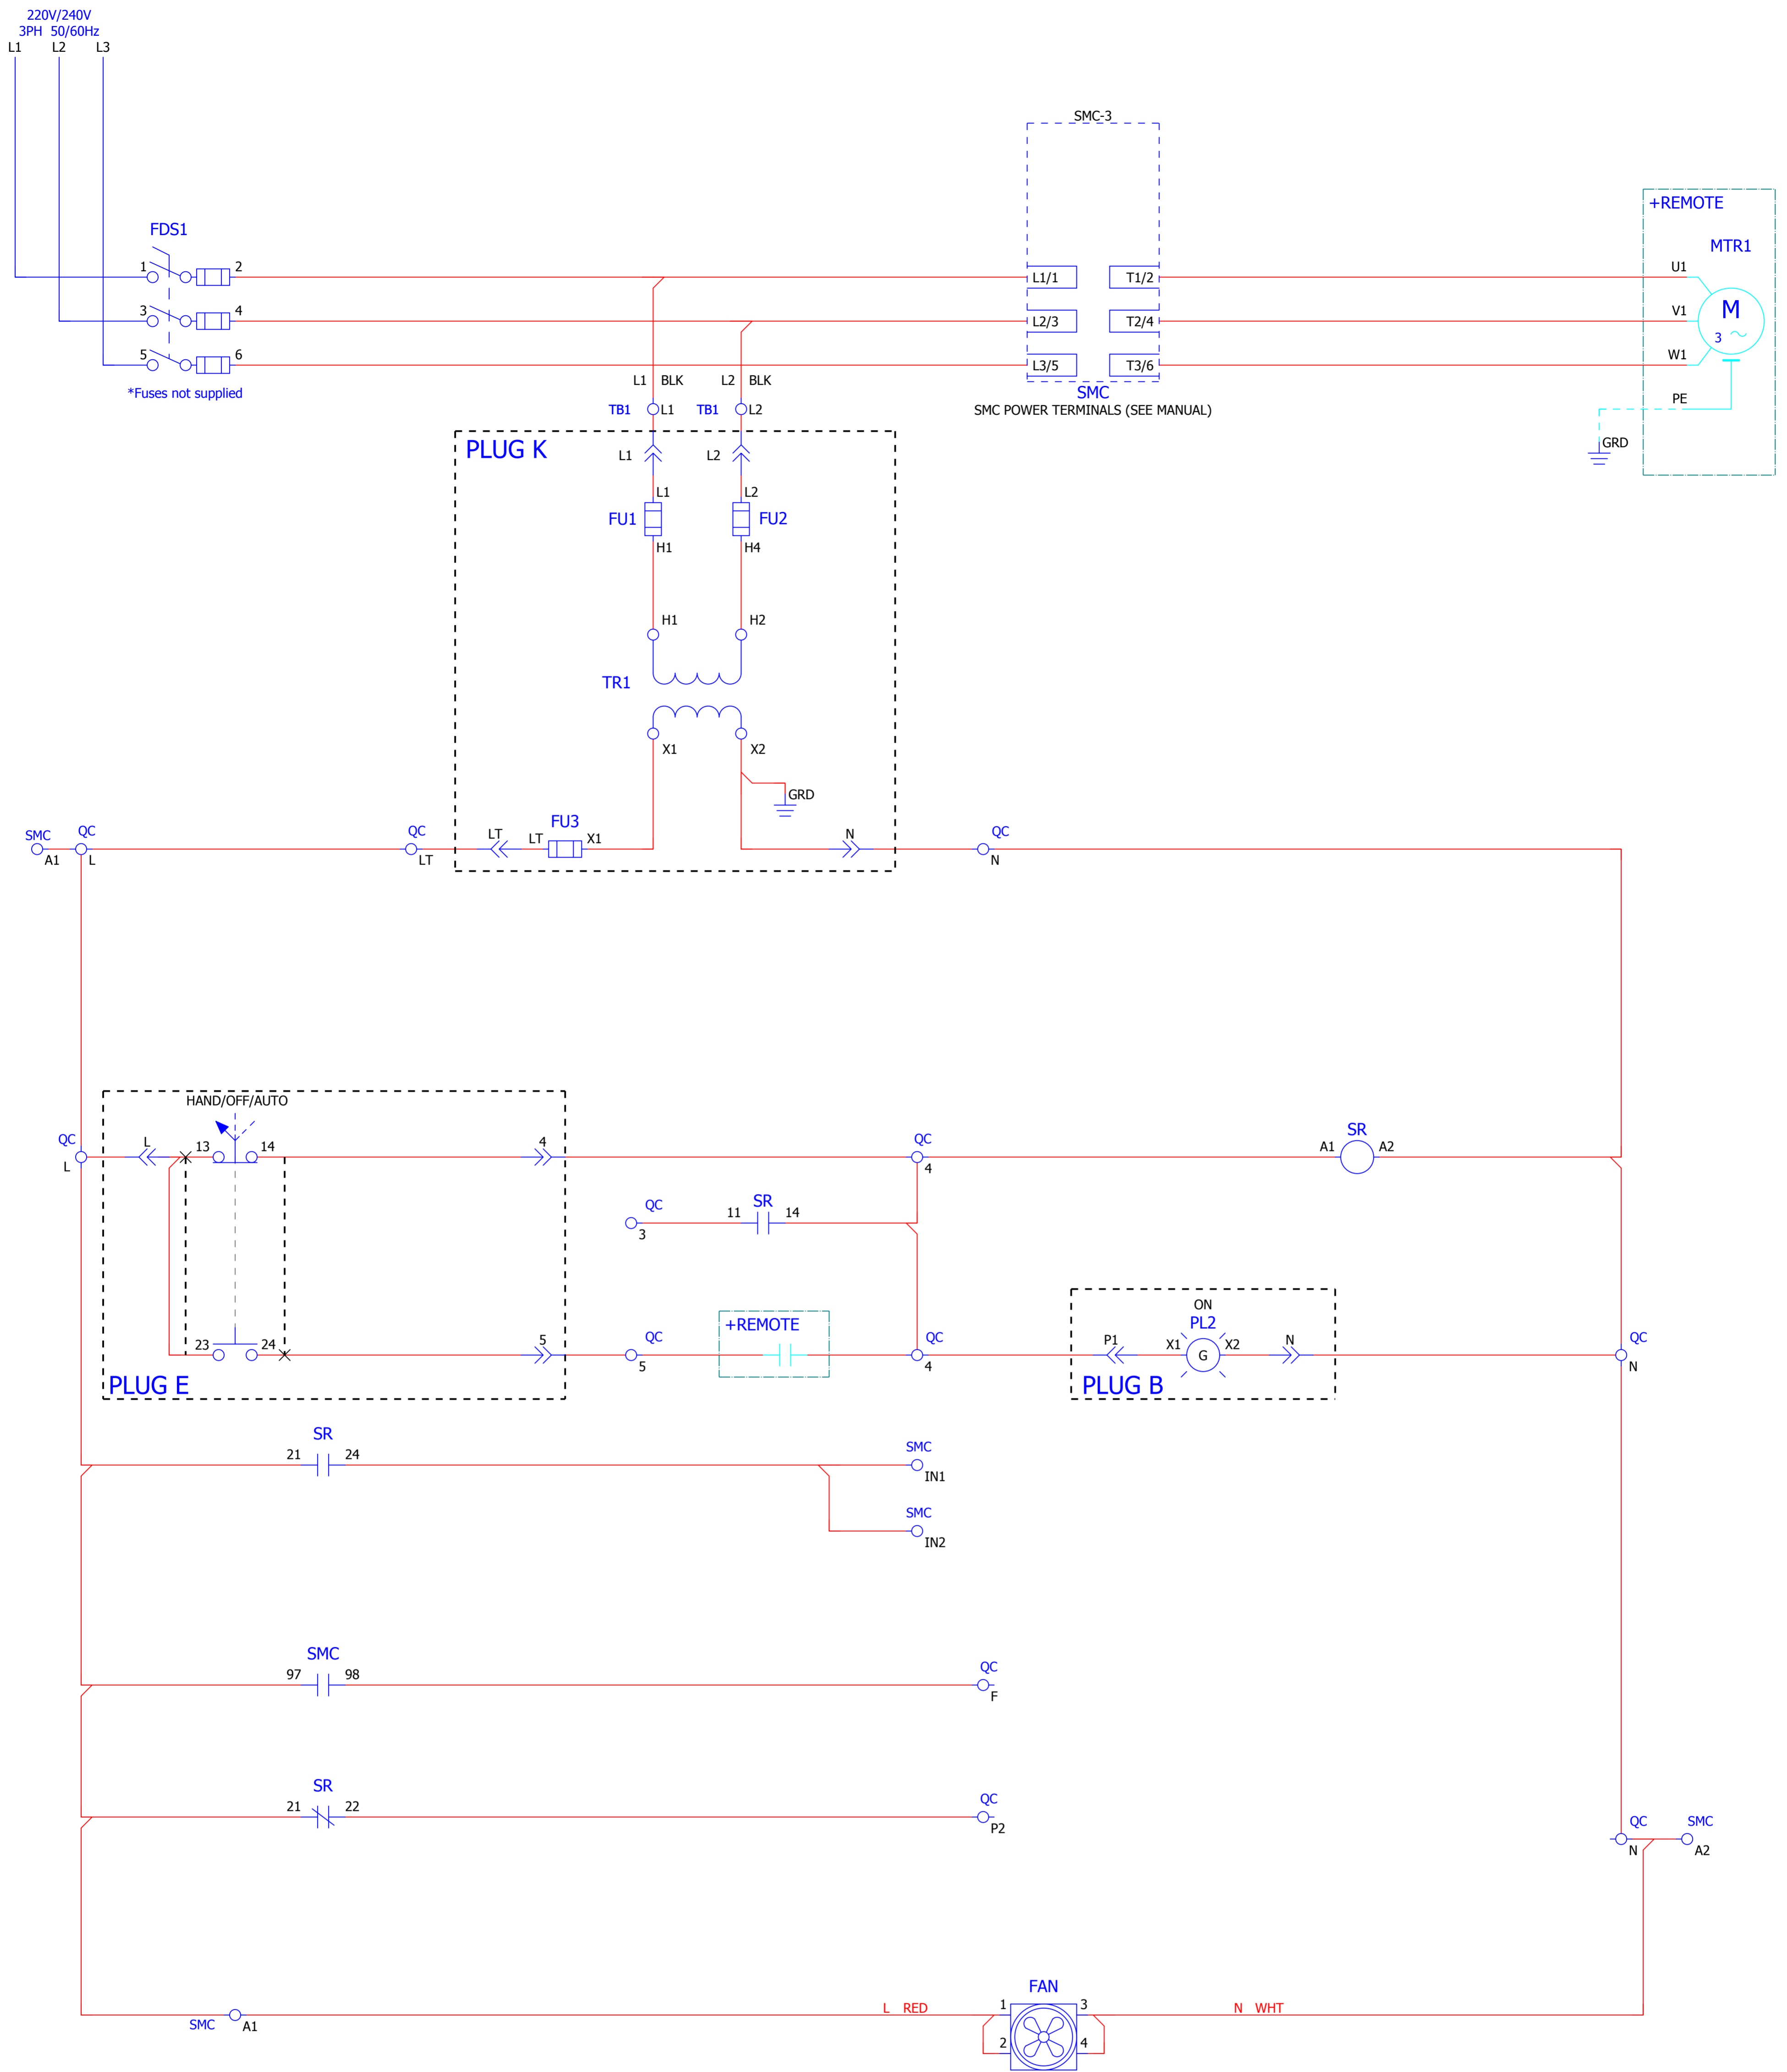 220V/240V
3PH 50/60Hz
L1 L2 L3
SMC-3
+REMOTE
FDS1
MTR1
1 2
L1/1 T1/2
U1
3 4
L2/3 T2/4
V1
M
3
5 6
L3/5 T3/6
W1
*Fuses not supplied
L1 BLK L2 BLK
SMC
PE
TB1 L1 TB1 L2
SMC POWER TERMINALS (SEE MANUAL)
GRD
PLUG K
L1 L2
L1 L2
FU1 FU2
H1 H4
H1 H2
TR1
X1 X2
GRD
SMC QC QC
FU3
QC
LT LT X1 N
A1 L LT N
HAND/OFF/AUTO
QC L 13 14 4 QC
SR
A1 A2
L 4
QC SR
11 14
3
ON
+REMOTE
PL2
23 24 5 QC QC P1 X1 G X2 N QC
5 4 N
PLUG E
PLUG B
SR
21 24
SMC
IN1
SMC
IN2
SMC
97 98
QC
F
SR
21 22
QC
P2
QC SMC
N A2
FAN
L RED 1 3 N WHT
SMC A1
2 4